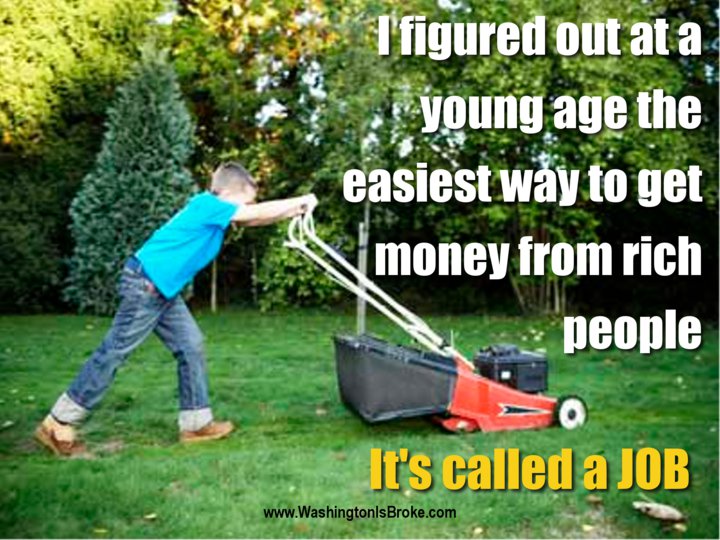 I figured out at a
young age the
easiest way to get
money from rich
people
It's called a JOB
www.WashingtonIsBroke.com